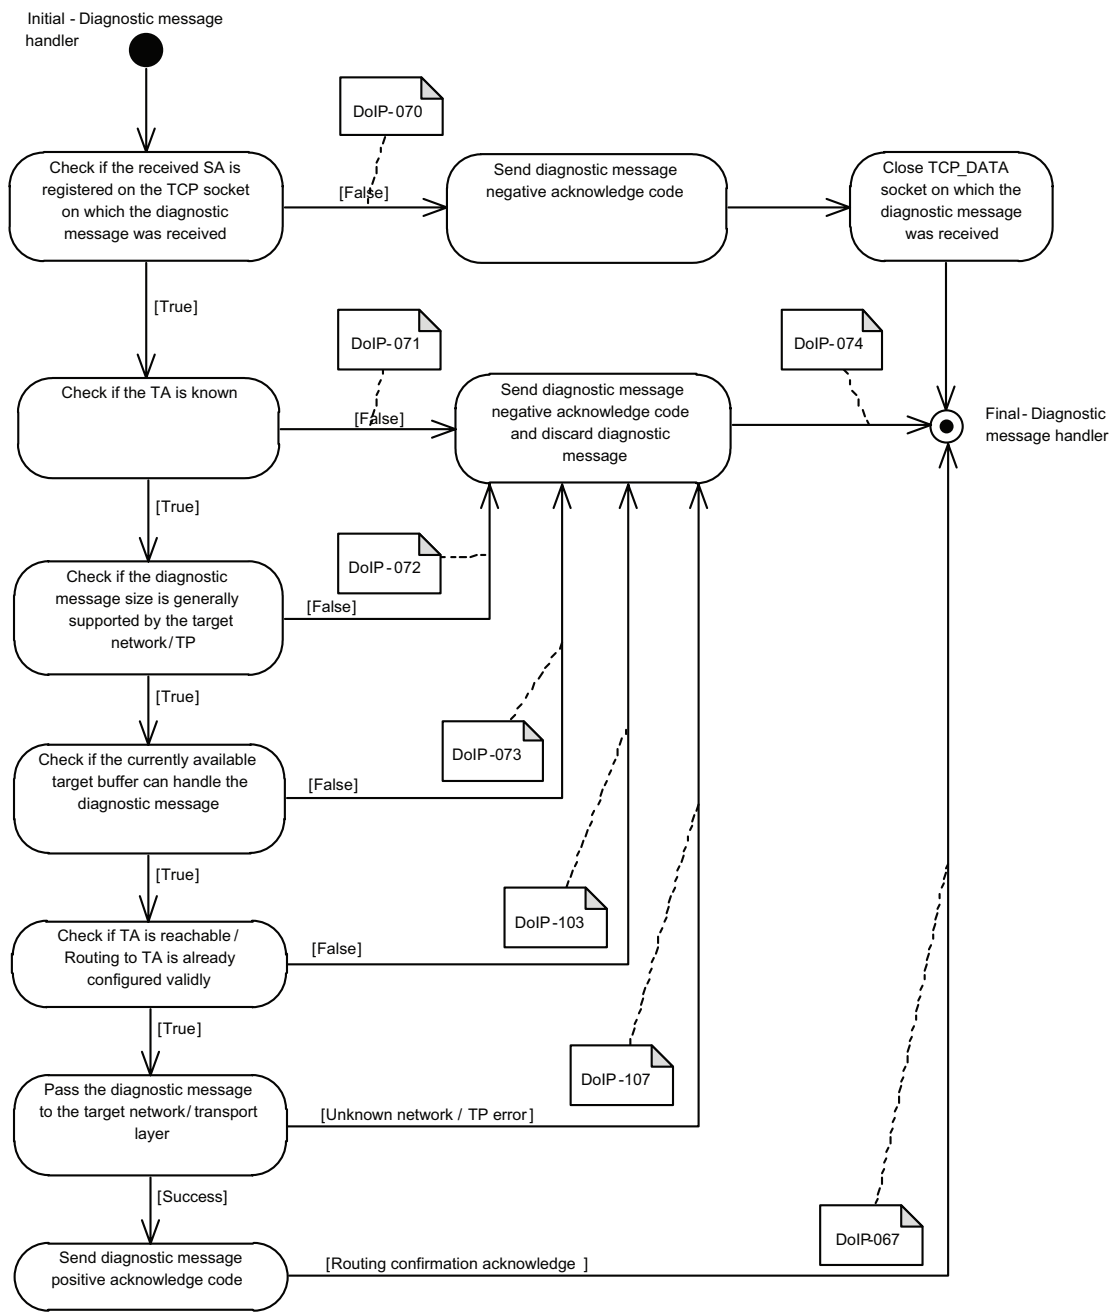 Initial - Diagnostic message
handler
DoIP-070
Check if the received SA is
registered on the TCP socket
on which the diagnostic
message was received
[False]
Send diagnostic message
negative acknowledge code
Close TCP_DATA
socket on which the
diagnostic message
was received
[True]
DoIP-071
DoIP-074
Check if the TA is known
[False]
Send diagnostic message
negative acknowledge code
and discard diagnostic
message
Final - Diagnostic
message handler
[True]
DoIP-072
Check if the diagnostic
message size is generally
supported by the target
network/TP
[False]
[True]
DoIP-073
Check if the currently available
target buffer can handle the
diagnostic message
[False]
[True]
DoIP-103
Check if TA is reachable /
Routing to TA is already
configured validly
[False]
[True]
DoIP-107
Pass the diagnostic message
to the target network/ transport
layer
[Unknown network / TP error]
[Success]
DoIP-067
Send diagnostic message
positive acknowledge code
[Routing confirmation acknowledge ]